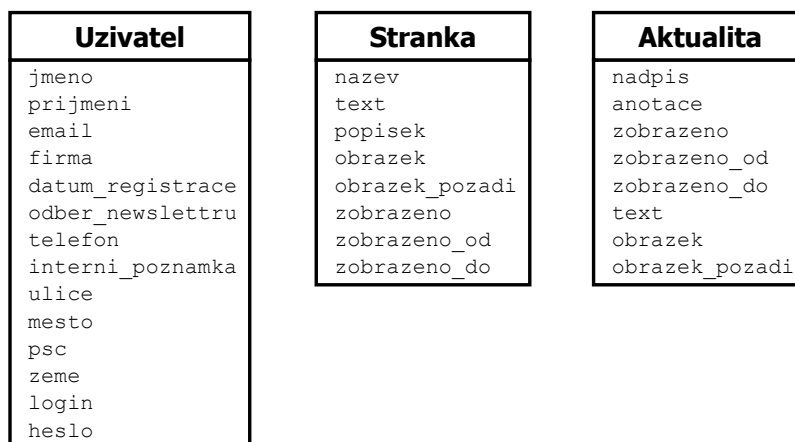 Uzivatel
jmeno
prijmeni
email
firma
datum_registrace
odber_newslettru
telefon
interni_poznamka
ulice
mesto
psc
zeme
login
heslo
Stranka
nazev
text
popisek
obrazek
obrazek_pozadi
zobrazeno
zobrazeno_od
zobrazeno_do
Aktualita
nadpis
anotace
zobrazeno
zobrazeno_od
zobrazeno_do
text
obrazek
obrazek_pozadi